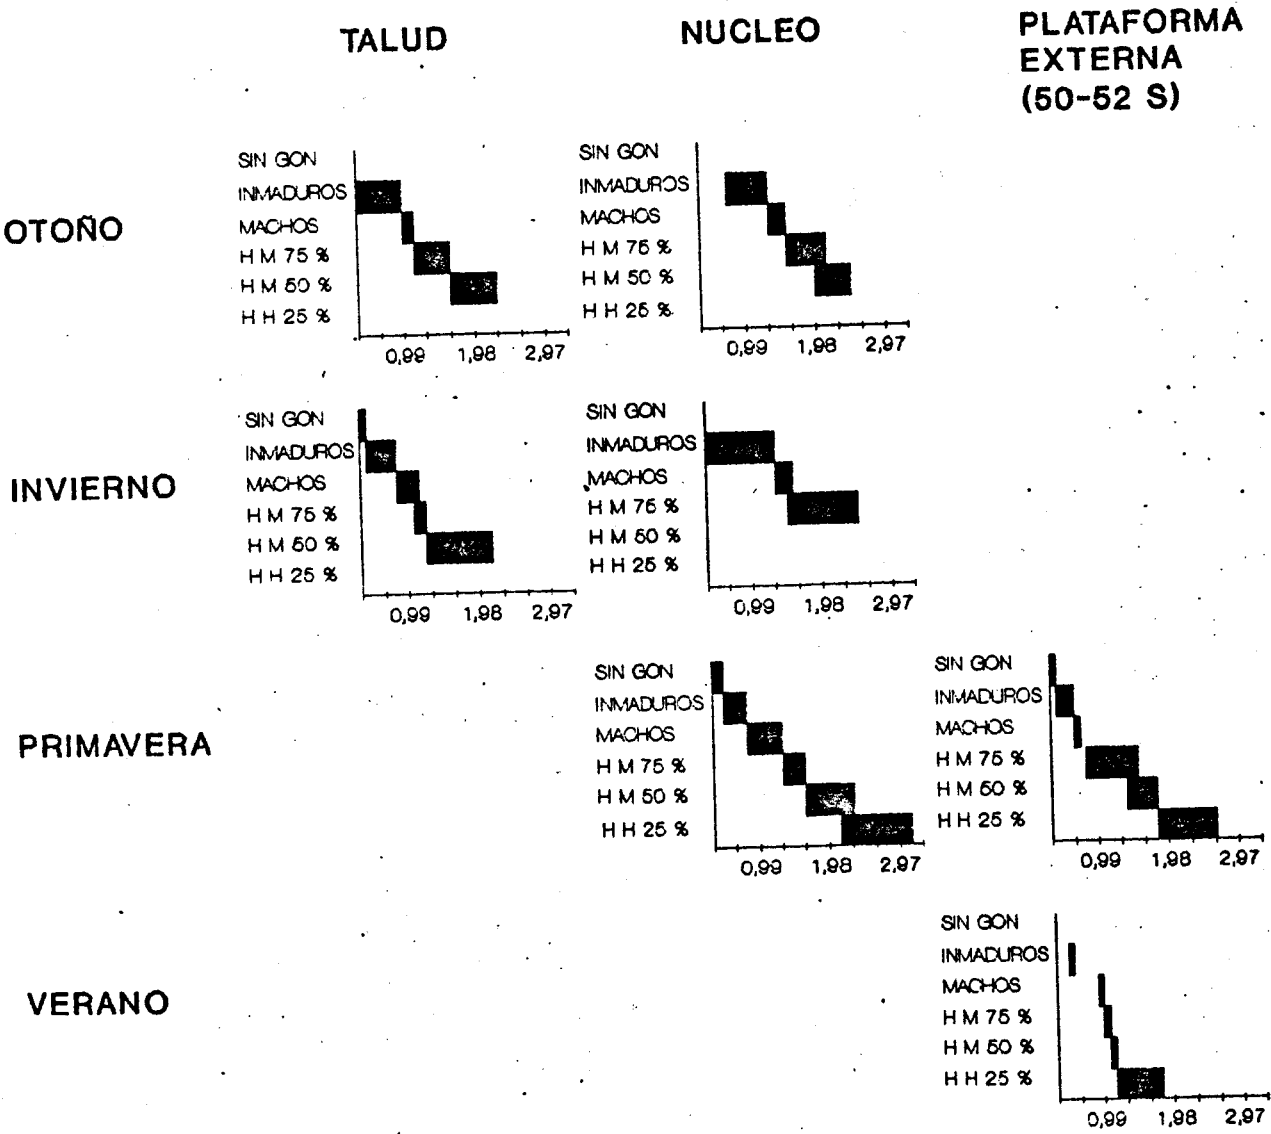 TALUD
NUCLEO
PLATAFORMA
EXTERNA
(50-52 S)
OTOÑO
SIN GON
INMADUROS
MACHOS
H M 75 %
H M 50 %
H H 25 %
0,99 1,98 2,97
SIN GON
INMADUROS
MACHOS
H M 75 %
H M 50 %
H H 25 %
0,99 1,98 2,97
INVIERNO
SIN GON
INMADUROS
MACHOS
H M 75 %
H M 50 %
H H 25 %
0,99 1,98 2,97
SIN GON
INMADUROS
MACHOS
H M 75 %
H M 50 %
H H 25 %
0,99 1,98 2,97
PRIMAVERA
SIN GON
INMADUROS
MACHOS
H M 75 %
H M 50 %
H H 25 %
0,99 1,98 2,97
SIN GON
INMADUROS
MACHOS
H M 75 %
H M 50 %
H H 25 %
0,99 1,98 2,97
VERANO
SIN GON
INMADUROS
MACHOS
H M 75 %
H M 50 %
H H 25 %
0,99 1,98 2,97